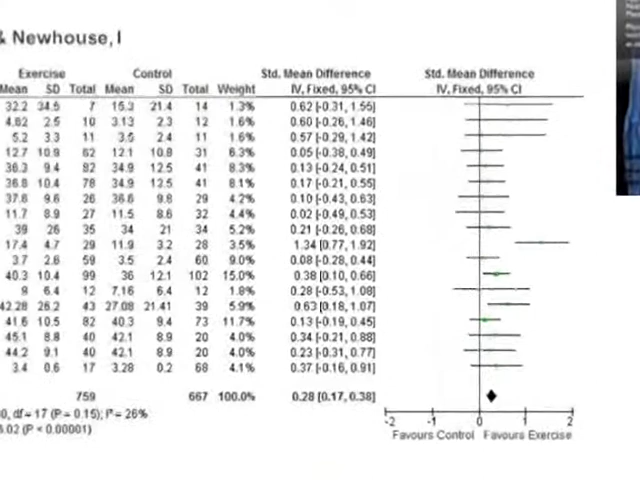 & Newhouse, I
Exercise Control Std. Mean Difference Std. Mean Difference
Mean SD Total Mean SD Total Weight IV, Fixed, 95% CI IV, Fixed, 95% CI
32.2 34.5 7 15.3 21.4 14 1.3% 0.62 [-0.31, 1.55]
4.62 2.5 10 3.13 2.3 12 1.6% 0.60 [-0.26, 1.46]
5.2 3.3 11 3.5 2.4 11 1.6% 0.57 [-0.29, 1.42]
12.7 10.9 62 12.1 10.8 31 6.3% 0.05 [-0.38, 0.49]
36.3 9.4 82 34.9 12.5 41 8.3% 0.13 [-0.24, 0.51]
36.8 10.4 78 34.9 12.5 41 8.1% 0.17 [-0.21, 0.55]
37.6 9.6 26 36.6 9.8 29 4.2% 0.10 [-0.43, 0.63]
11.7 8.9 27 11.5 8.6 32 4.4% 0.02 [-0.49, 0.53]
39 26 35 34 21 34 5.2% 0.21 [-0.26, 0.68]
17.4 4.7 29 11.9 3.2 28 3.5% 1.34 [0.77, 1.92]
3.7 2.6 59 3.5 2.4 60 9.0% 0.08 [-0.28, 0.44]
40.3 10.4 99 36 12.1 102 15.0% 0.38 [0.10, 0.66]
9 6.4 12 7.16 6.4 12 1.8% 0.28 [-0.53, 1.08]
42.28 26.2 43 27.08 21.41 39 5.9% 0.63 [0.18, 1.07]
41.6 10.5 82 40.3 9.4 73 11.7% 0.13 [-0.19, 0.45]
45.1 8.8 40 42.1 8.9 20 4.0% 0.34 [-0.21, 0.88]
44.2 9.1 40 42.1 8.9 20 4.0% 0.23 [-0.31, 0.77]
3.4 0.6 17 3.28 0.2 68 4.1% 0.37 [-0.16, 0.91]
759 667 100.0% 0.28 [0.17, 0.38]
0, df = 17 (P = 0.15); I² = 26%
.02 (P < 0.00001)
-2 -1 0 1 2
Favours Control Favours Exercise